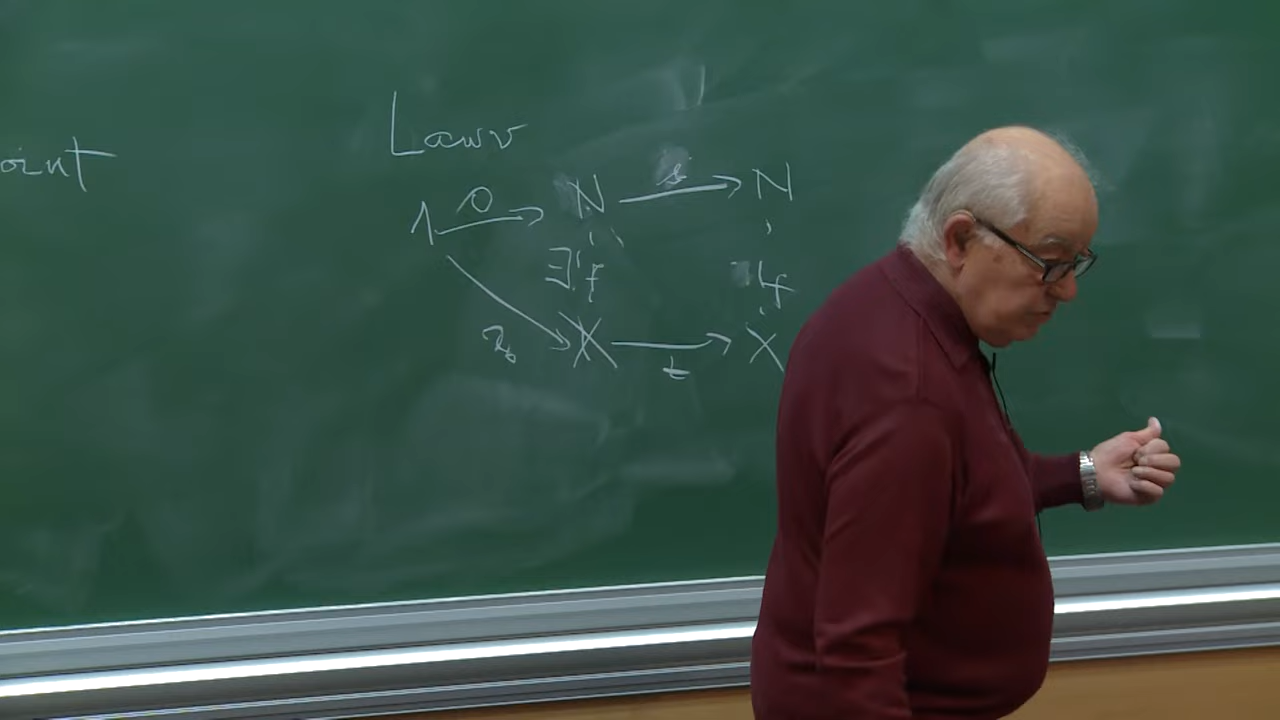 oint
Lawv
1 0 N s N
∃! f f
x₀ X t X